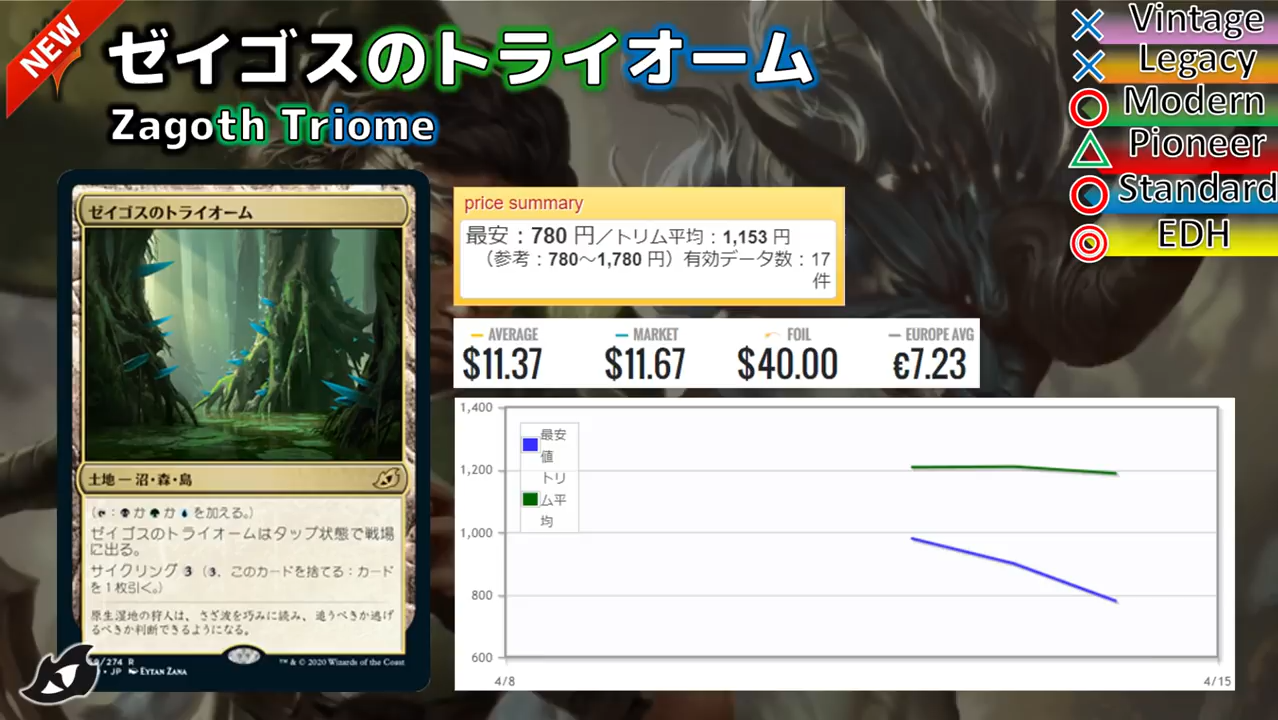 NEW
ゼイゴスのトライオーム
Zagoth Triome
Vintage
Legacy
Modern
Pioneer
Standard
EDH
ゼイゴスのトライオーム
土地 ― 沼・森・島
ゼイゴスのトライオームはタップ状態で戦場
に出る。
サイクリング3（3, このカードを捨てる：カード
を1枚引く。）
原生湿地の狩人は、さざ波を巧みに読み、追うべきか逃げ
るべきか判断できるようになる。
/274 R
・JP EYTAN ZANA
™ & © 2020 Wizards of the Coast
price summary
最安：780 円／トリム平均：1,153 円
（参考：780～1,780 円）有効データ数：17
件
AVERAGE MARKET FOIL EUROPE AVG
$11.37 $11.67 $40.00 €7.23
1,400
1,200
1,000
800
600
最安
値
トリ
ム平
均
4/8 4/15